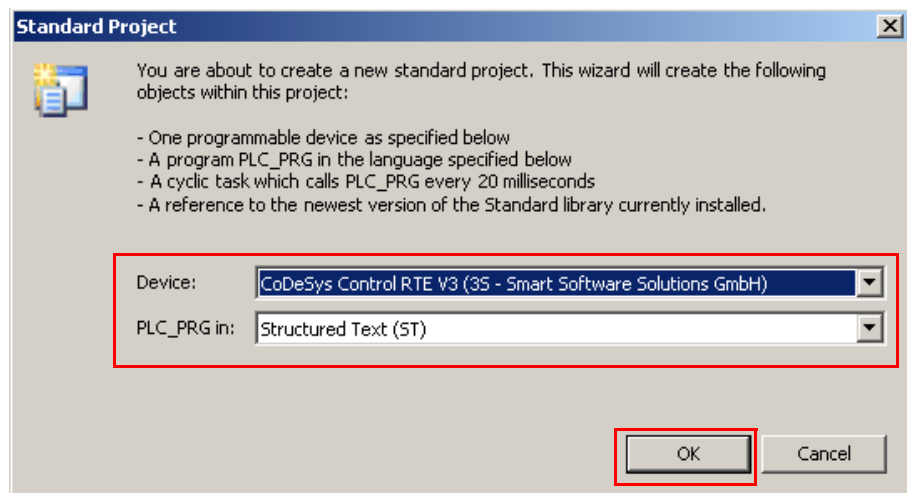 Standard Project
You are about to create a new standard project. This wizard will create the following
objects within this project:
- One programmable device as specified below
- A program PLC_PRG in the language specified below
- A cyclic task which calls PLC_PRG every 20 milliseconds
- A reference to the newest version of the Standard library currently installed.
Device: CoDeSys Control RTE V3 (3S - Smart Software Solutions GmbH)
PLC_PRG in: Structured Text (ST)
OK Cancel